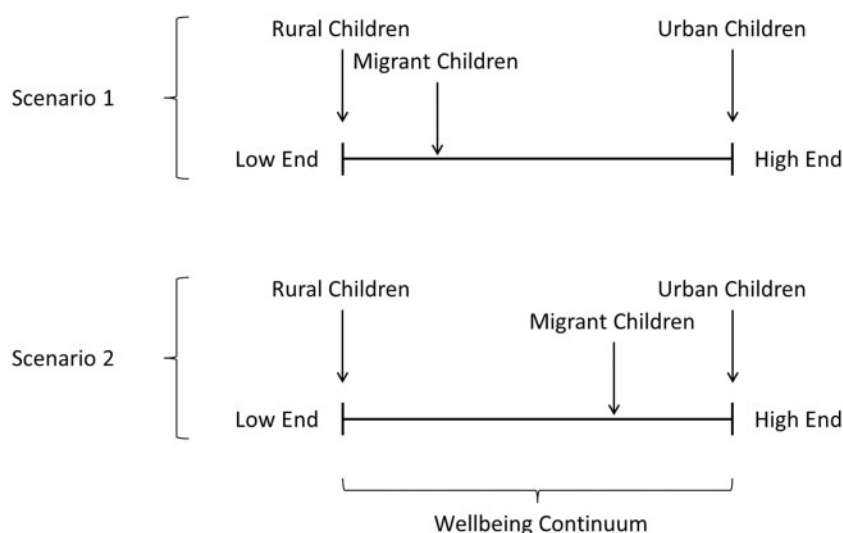 Rural Children
Urban Children
Migrant Children
Scenario 1
Low End
High End
Rural Children
Urban Children
Migrant Children
Scenario 2
Low End
High End
Wellbeing Continuum